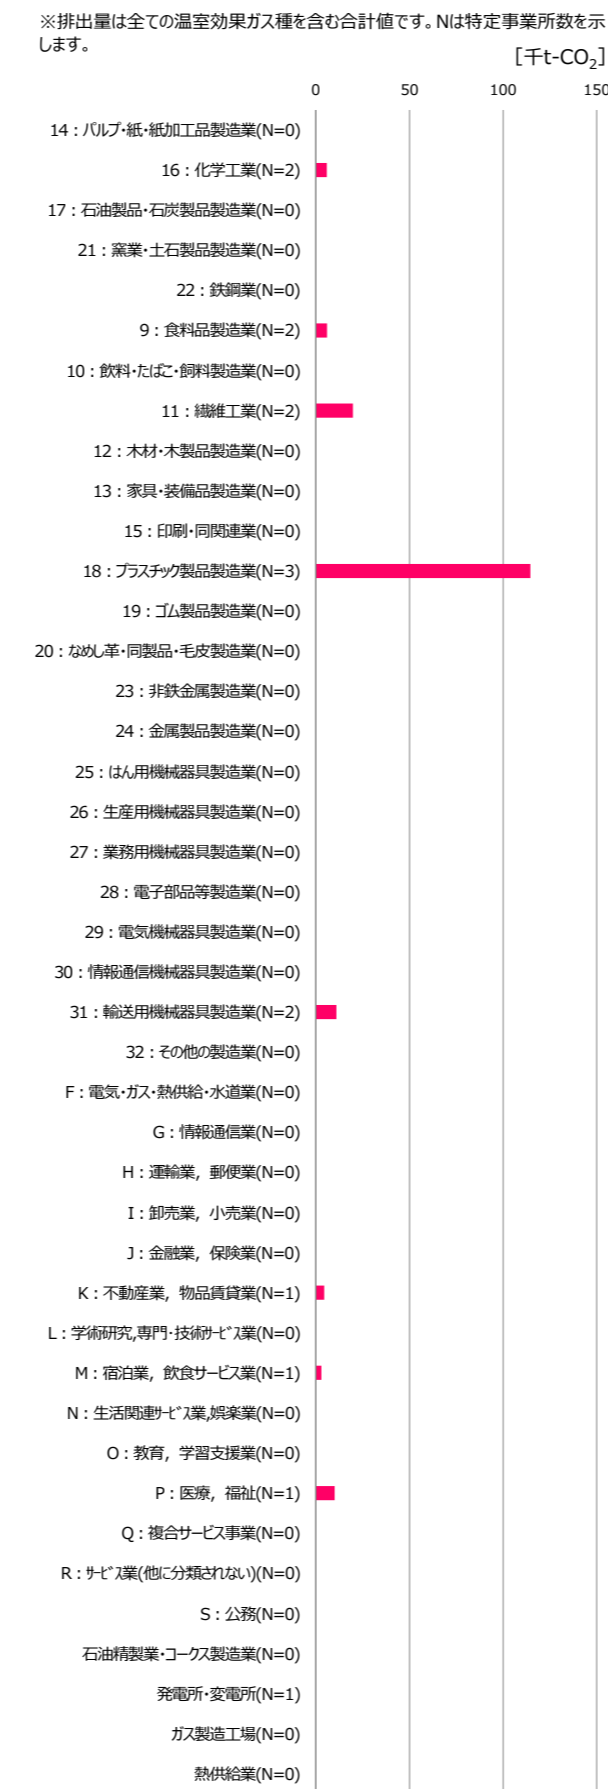 ※排出量は全ての温室効果ガス種を含む合計値です。Nは特定事業所数を示
します。
[千t-CO₂]
0 50 100 150
14：パルプ・紙・紙加工品製造業(N=0)
16：化学工業(N=2)
17：石油製品・石炭製品製造業(N=0)
21：窯業・土石製品製造業(N=0)
22：鉄鋼業(N=0)
9：食料品製造業(N=2)
10：飲料・たばこ・飼料製造業(N=0)
11：繊維工業(N=2)
12：木材・木製品製造業(N=0)
13：家具・装備品製造業(N=0)
15：印刷・同関連業(N=0)
18：プラスチック製品製造業(N=3)
19：ゴム製品製造業(N=0)
20：なめし革・同製品・毛皮製造業(N=0)
23：非鉄金属製造業(N=0)
24：金属製品製造業(N=0)
25：はん用機械器具製造業(N=0)
26：生産用機械器具製造業(N=0)
27：業務用機械器具製造業(N=0)
28：電子部品等製造業(N=0)
29：電気機械器具製造業(N=0)
30：情報通信機械器具製造業(N=0)
31：輸送用機械器具製造業(N=2)
32：その他の製造業(N=0)
F：電気・ガス・熱供給・水道業(N=0)
G：情報通信業(N=0)
H：運輸業，郵便業(N=0)
I：卸売業，小売業(N=0)
J：金融業，保険業(N=0)
K：不動産業，物品賃貸業(N=1)
L：学術研究,専門・技術ｻｰﾋﾞｽ業(N=0)
M：宿泊業，飲食サービス業(N=1)
N：生活関連ｻｰﾋﾞｽ業,娯楽業(N=0)
O：教育，学習支援業(N=0)
P：医療，福祉(N=1)
Q：複合サービス事業(N=0)
R：ｻｰﾋﾞｽ業(他に分類されない)(N=0)
S：公務(N=0)
石油精製業・コークス製造業(N=0)
発電所・変電所(N=1)
ガス製造工場(N=0)
熱供給業(N=0)